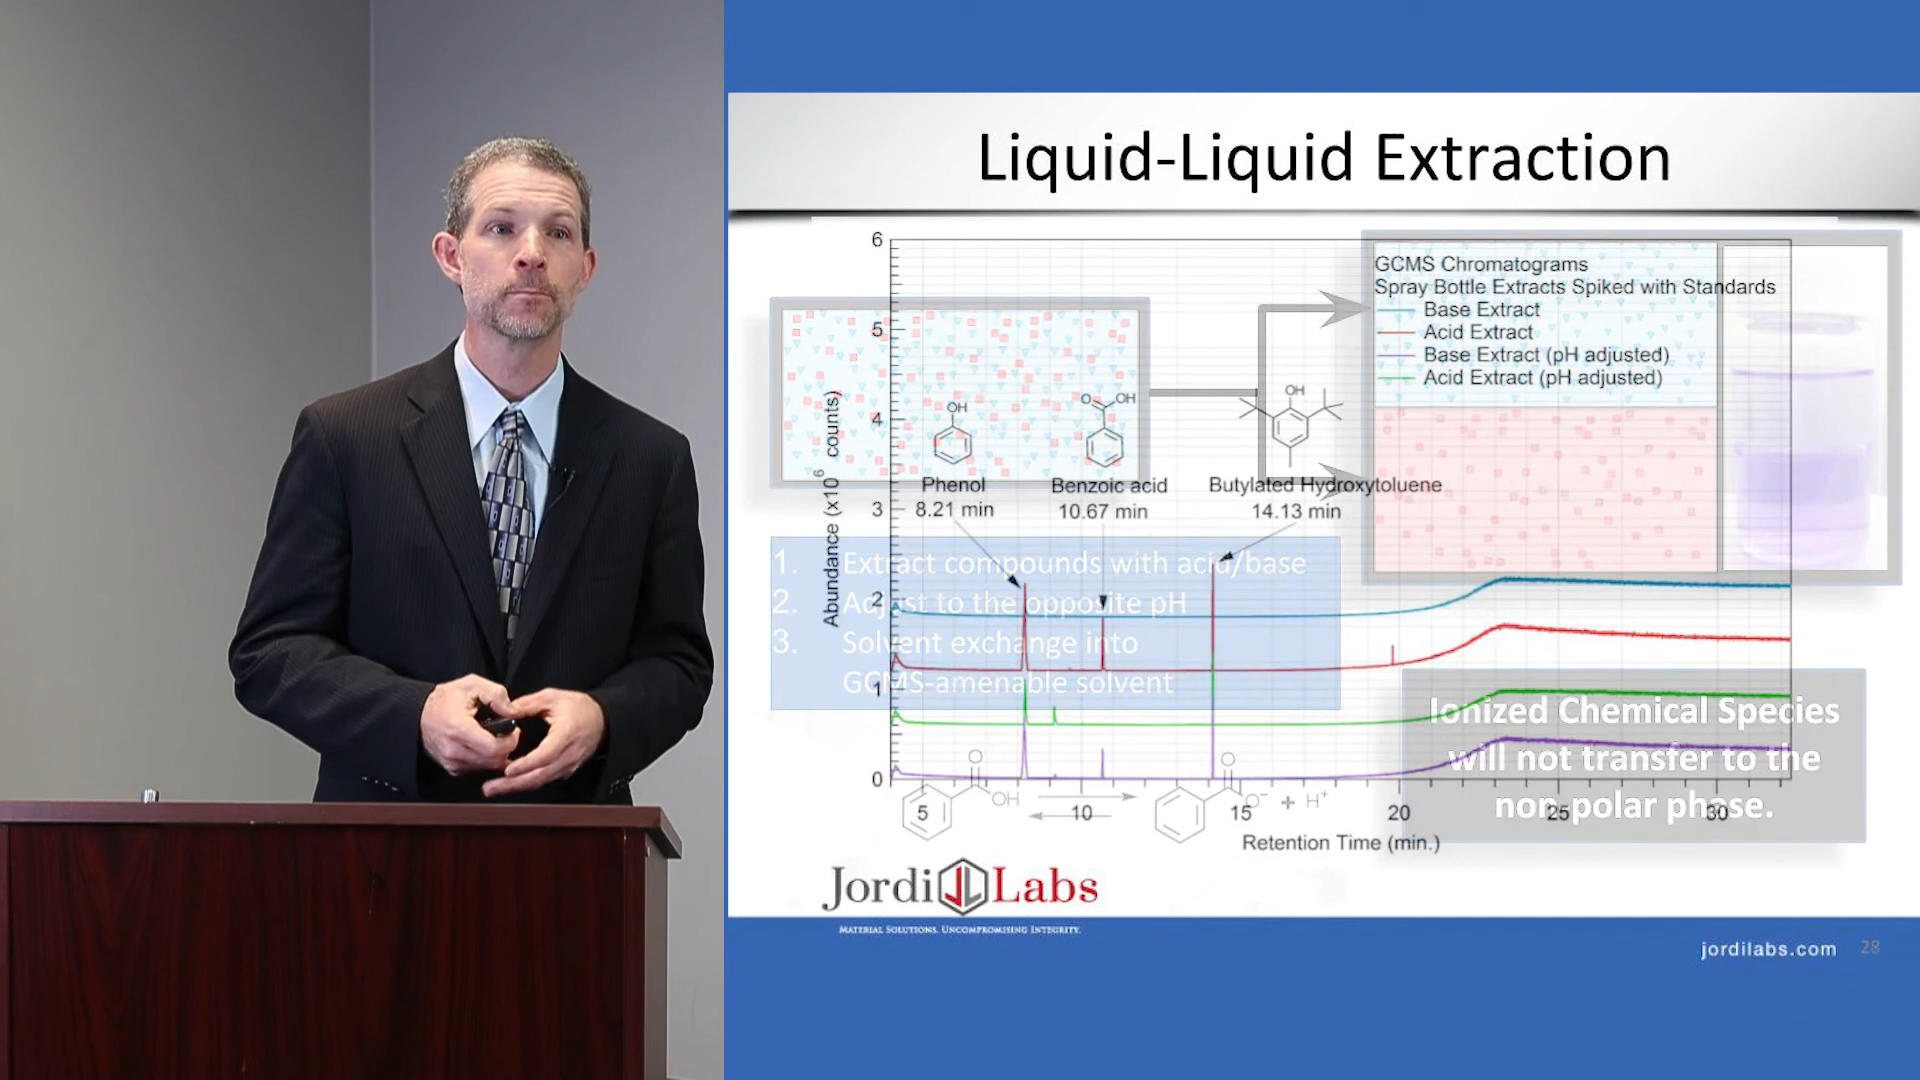 Liquid-Liquid Extraction
6
5
4
3
2
1
0
Abundance (x10⁶ counts)
GCMS Chromatograms
Spray Bottle Extracts Spiked with Standards
Base Extract
Acid Extract
Base Extract (pH adjusted)
Acid Extract (pH adjusted)
OH
O OH
OH
Phenol
8.21 min
Benzoic acid
10.67 min
Butylated Hydroxytoluene
14.13 min
1. Extract compounds with acid/base
2. Adjust to the opposite pH
3. Solvent exchange into
GCMS-amenable solvent
Ionized Chemical Species
will not transfer to the
non polar phase.
O
OH
O
O⁻ + H⁺
5 10 15 20 25 30
Retention Time (min.)
Jordi JL Labs
MATERIAL SOLUTIONS. UNCOMPROMISING INTEGRITY.
jordilabs.com 28